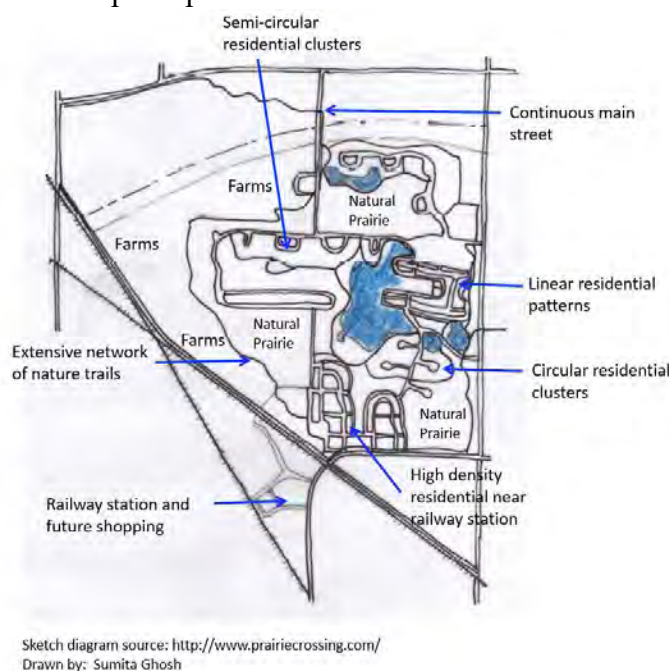 Semi-circular
residential clusters
Continuous main
street
Farms
Natural
Prairie
Farms
Linear residential
patterns
Farms
Natural
Prairie
Extensive network
of nature trails
Circular residential
clusters
Natural
Prairie
High density
residential near
railway station
Railway station and
future shopping
Sketch diagram source: http://www.prairiecrossing.com/
Drawn by: Sumita Ghosh